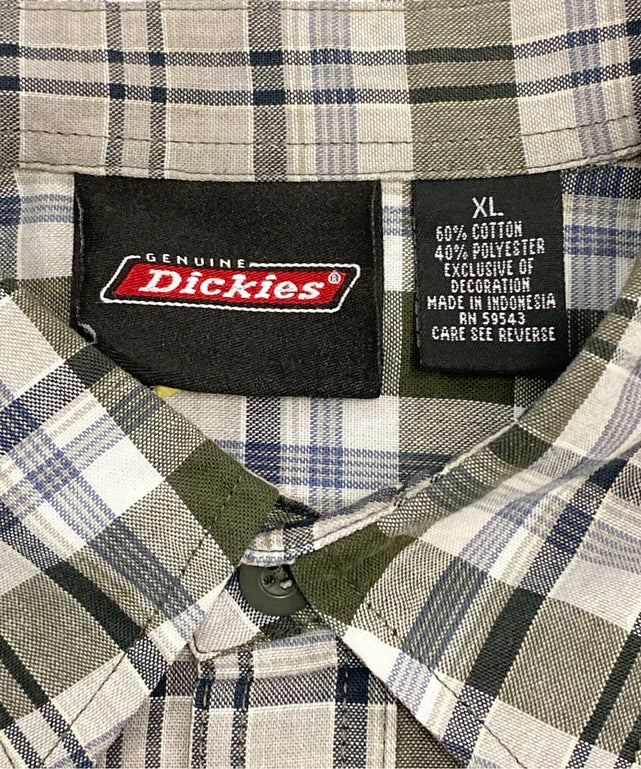 GENUINE
Dickies®
XL
60% COTTON
40% POLYESTER
EXCLUSIVE OF
DECORATION
MADE IN INDONESIA
RN 59543
CARE SEE REVERSE